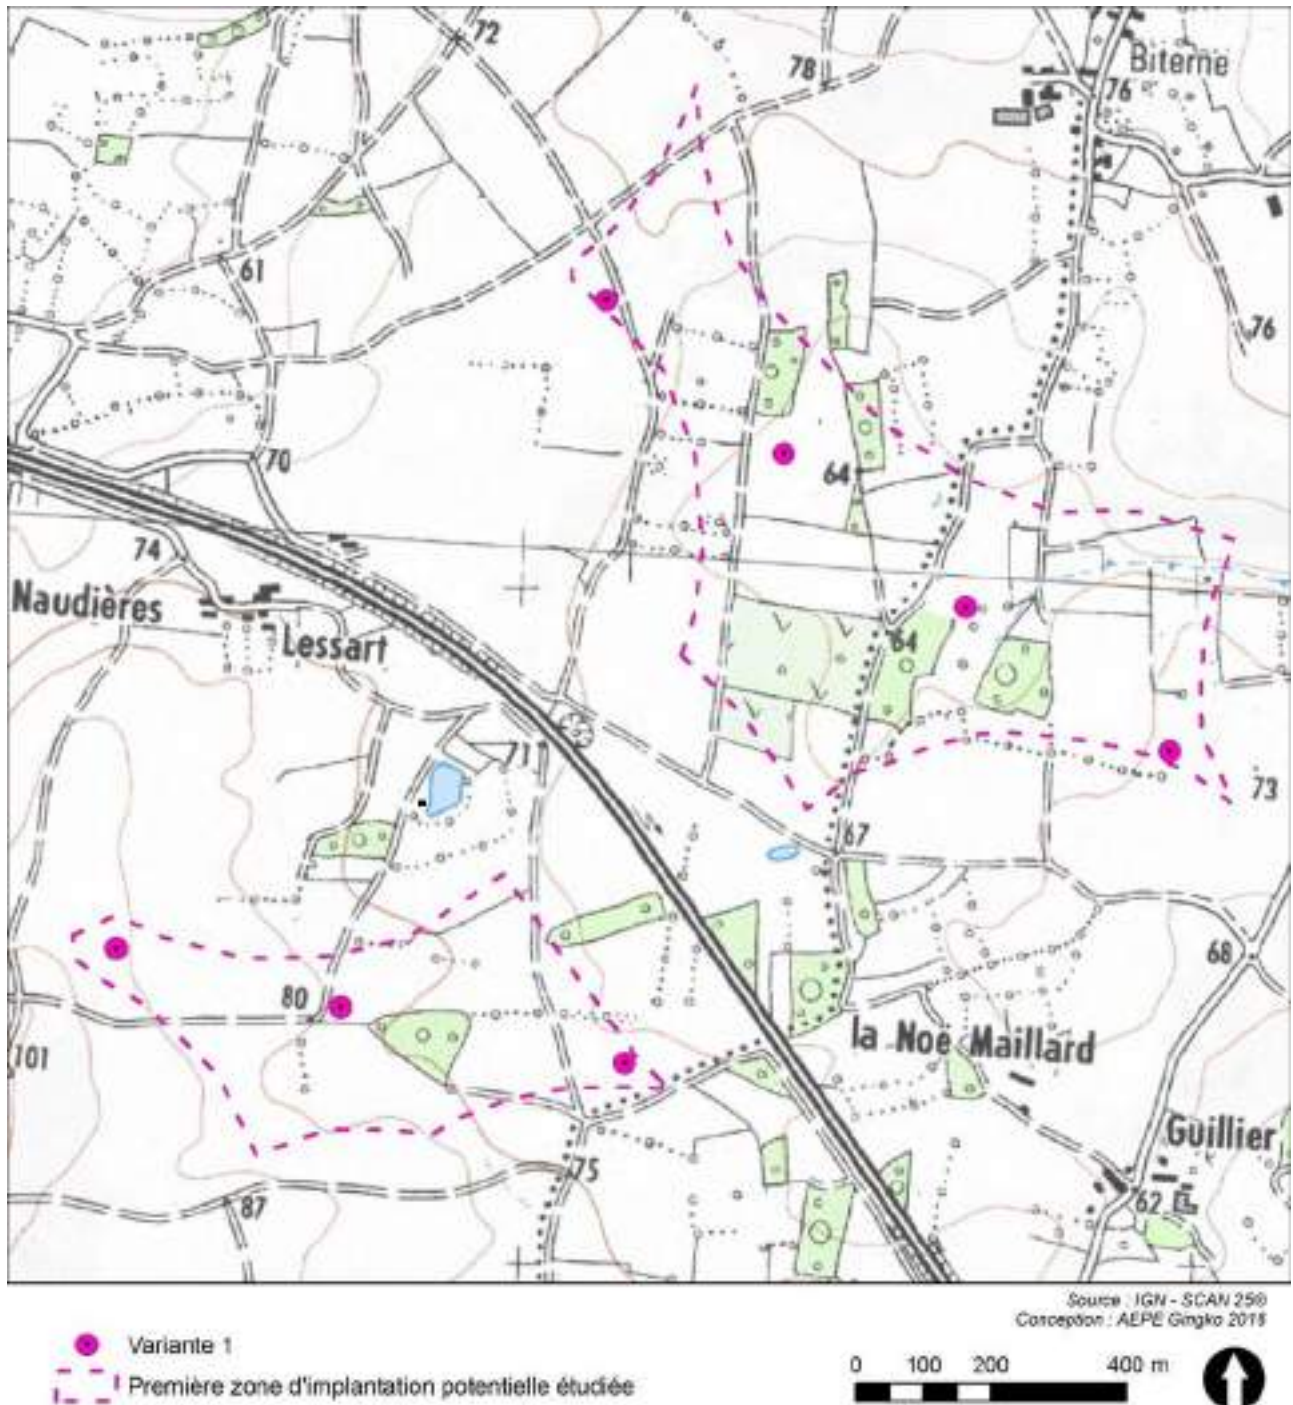 72
78
Biterne
76
61
76
70
64
74
Naudières
Lessart
64
71
73
67
80
68
101
la Noë Maillard
Guillier
75
87
62
Source : IGN - SCAN 25®
Conception : AEPE Gingko 2016
Variante 1
0 100 200 400 m
Première zone d'implantation potentielle étudiée